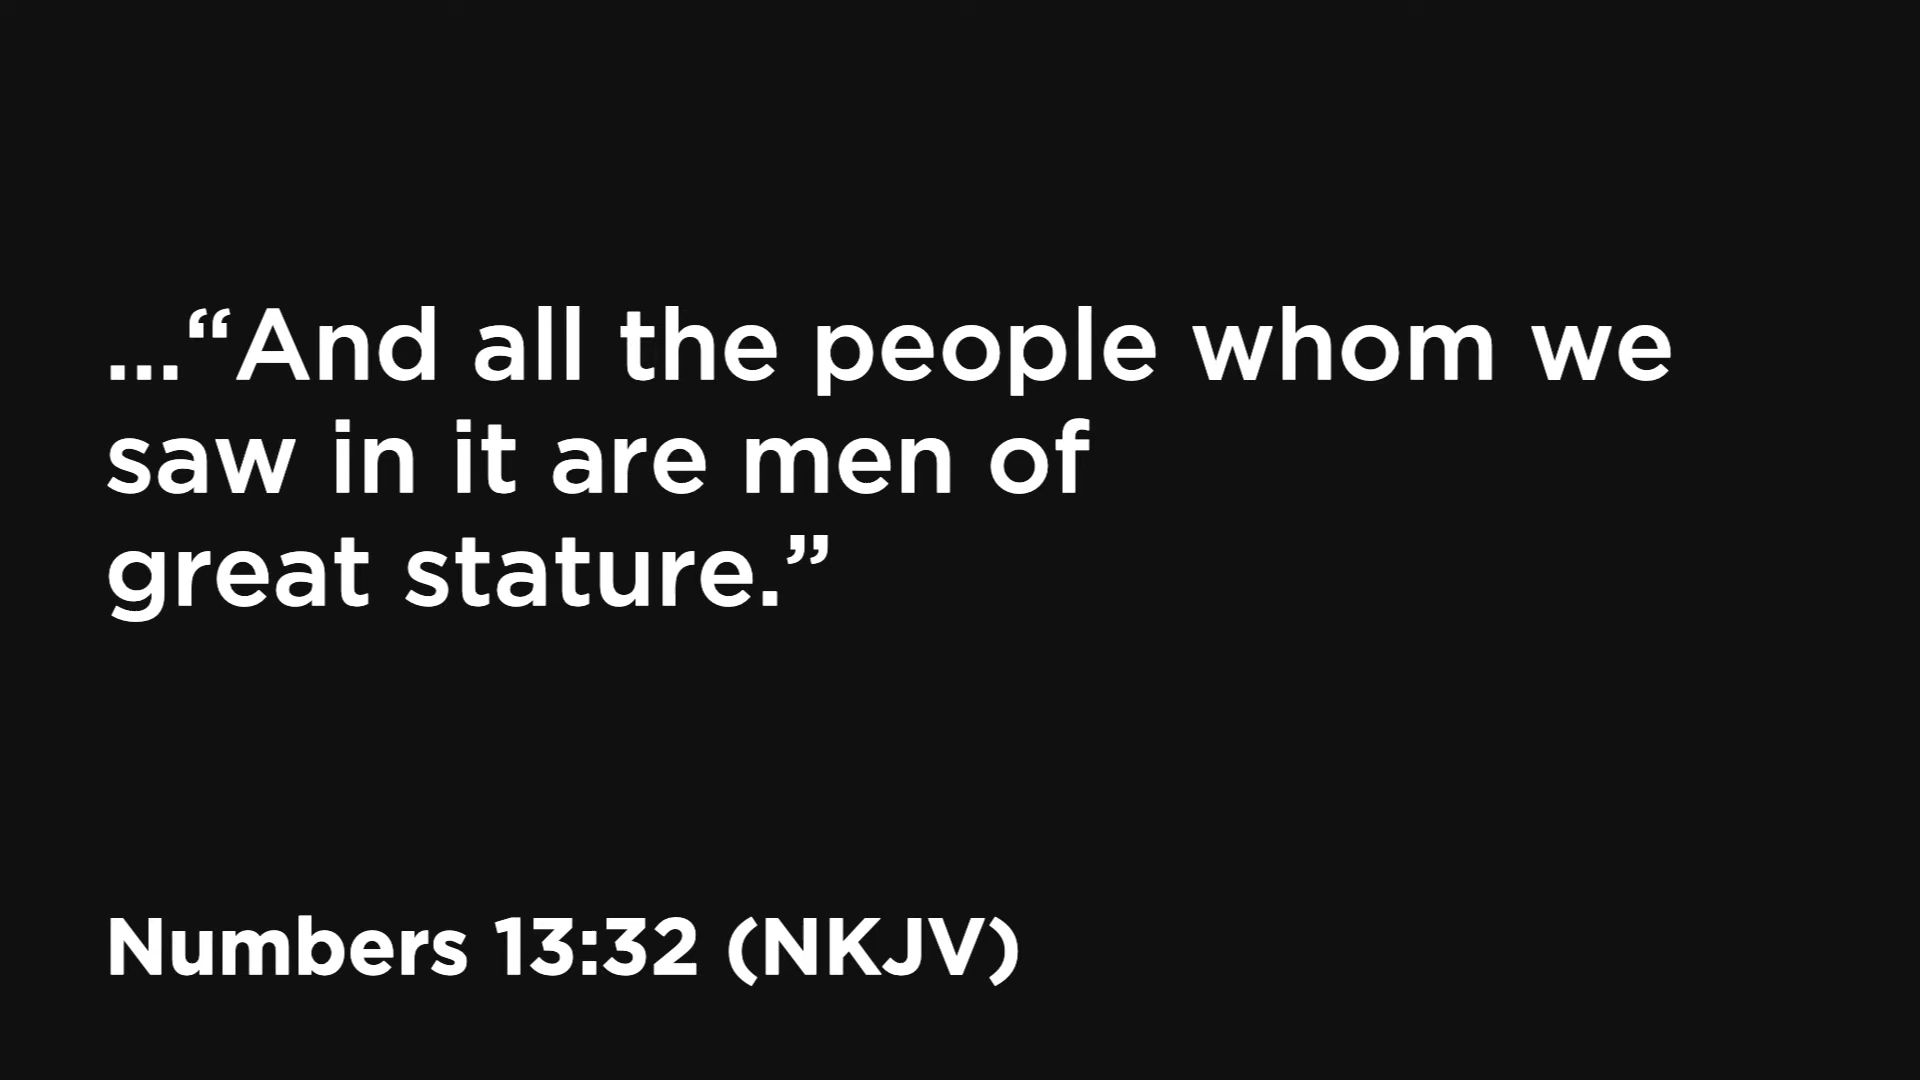 ...“And all the people whom we
saw in it are men of
great stature.”
Numbers 13:32 (NKJV)